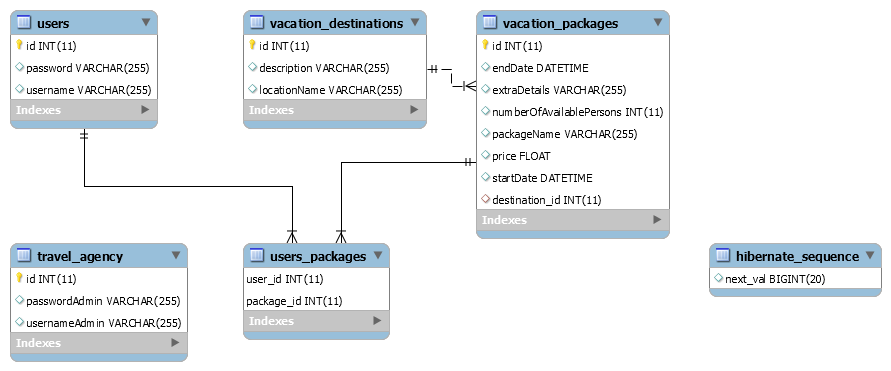 users
id INT(11)
password VARCHAR(255)
username VARCHAR(255)
Indexes
vacation_destinations
id INT(11)
description VARCHAR(255)
locationName VARCHAR(255)
Indexes
vacation_packages
id INT(11)
endDate DATETIME
extraDetails VARCHAR(255)
numberOfAvailablePersons INT(11)
packageName VARCHAR(255)
price FLOAT
startDate DATETIME
destination_id INT(11)
Indexes
travel_agency
id INT(11)
passwordAdmin VARCHAR(255)
usernameAdmin VARCHAR(255)
Indexes
users_packages
user_id INT(11)
package_id INT(11)
Indexes
hibernate_sequence
next_val BIGINT(20)